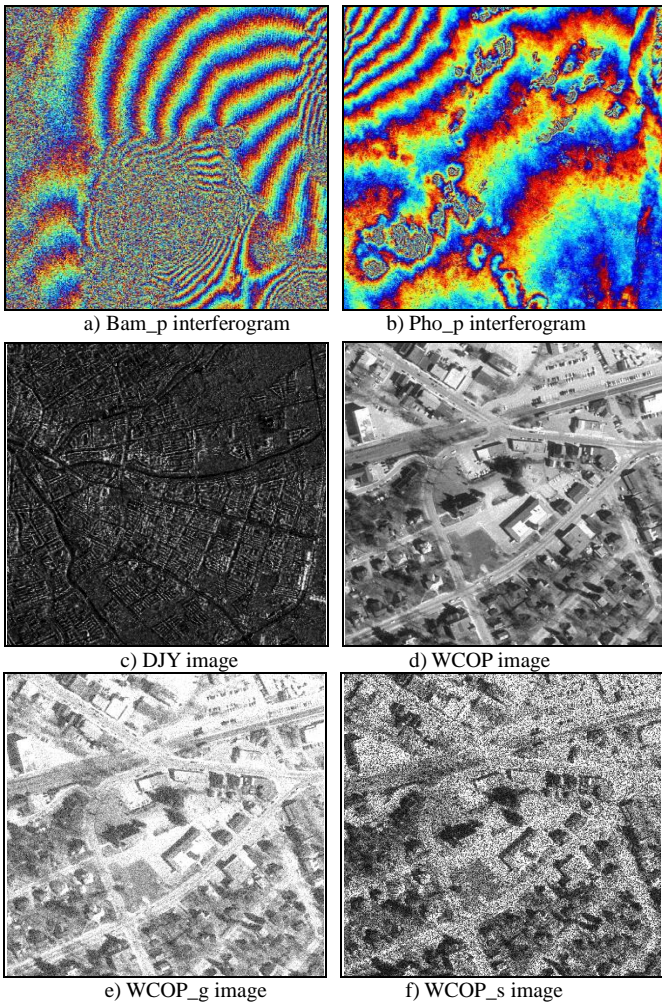 a) Bam_p interferogram
b) Pho_p interferogram
c) DJY image
d) WCOP image
e) WCOP_g image
f) WCOP_s image